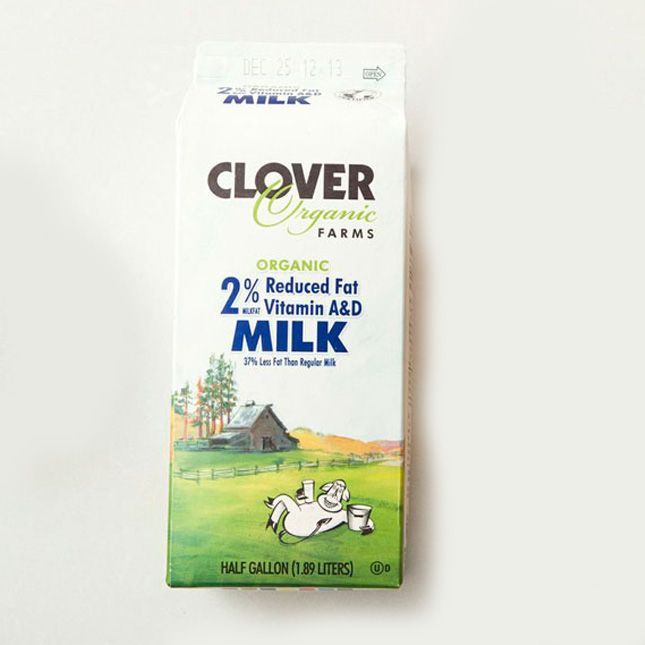 DEC 25 12 13
OPEN
ORGANIC
2% Reduced Fat
Vitamin A&D
MILK
CLOVER
Organic
FARMS
ORGANIC
2% Reduced Fat
MILKFAT Vitamin A&D
MILK
37% Less Fat Than Regular Milk
HALF GALLON (1.89 LITERS)
U D